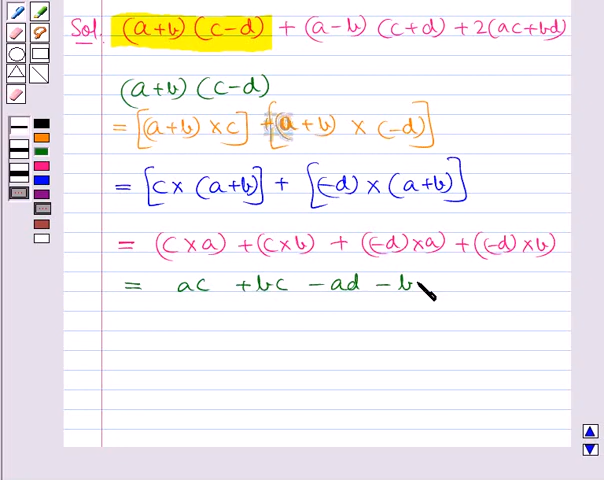 Sol. (a+b) (c-d) + (a-b) (c+d) + 2(ac+bd)
(a+b) (c-d)
= [(a+b) × c] + [(a+b) × (-d)]
= [c × (a+b)] + [(-d) × (a+b)]
= (c × a) + (c × b) + (-d) × a) + (-d) × b)
= ac + bc - ad - b